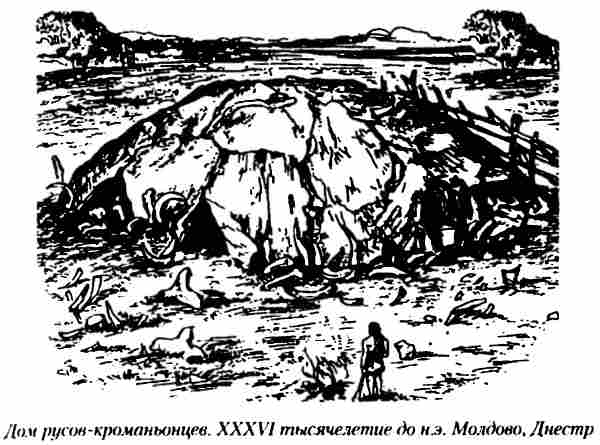 Дом русов-кроманьонцев. XXXVI тысячелетие до н.э. Молдово, Днестр